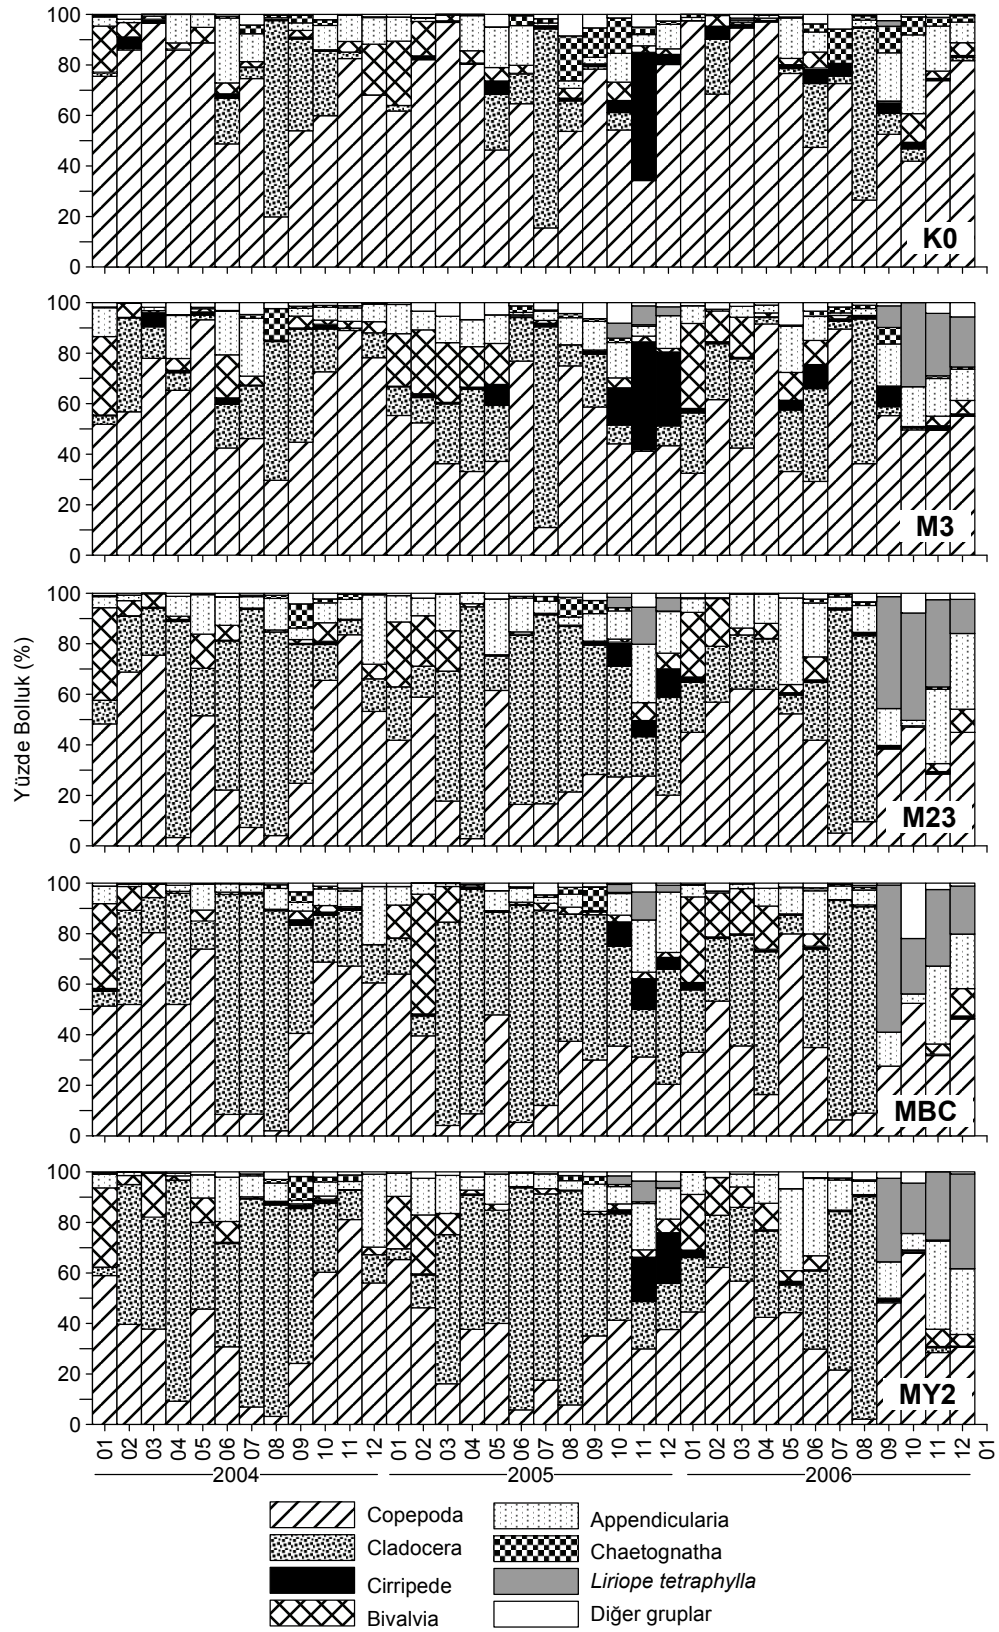 Yüzde Bolluk (%)
100
80
60
40
20
0
K0
100
80
60
40
20
0
M3
100
80
60
40
20
0
M23
100
80
60
40
20
0
MBC
100
80
60
40
20
0
MY2
01 02 03 04 05 06 07 08 09 10 11 12 01 02 03 04 05 06 07 08 09 10 11 12 01 02 03 04 05 06 07 08 09 10 11 12 01
2004 2005 2006
Copepoda
Cladocera
Cirripede
Bivalvia
Appendicularia
Chaetognatha
Liriope tetraphylla
Diğer gruplar